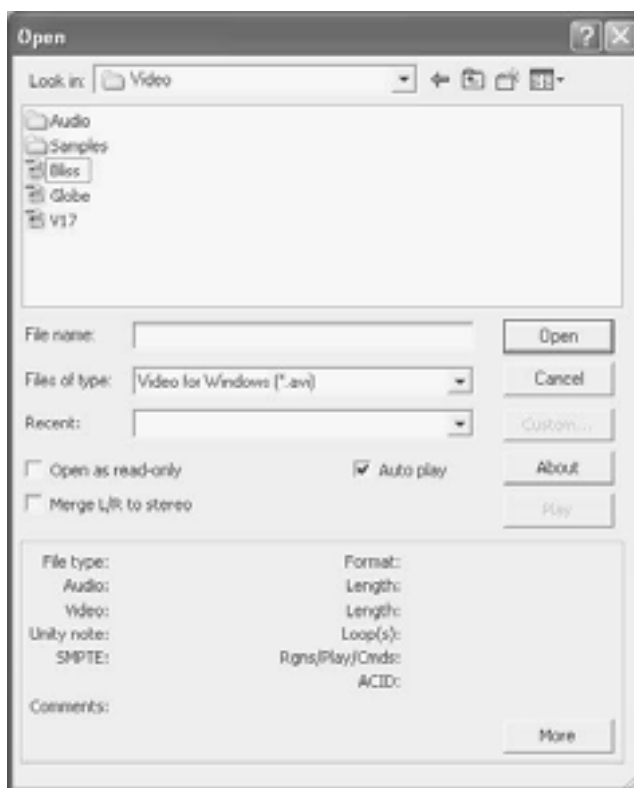 Open
Look in: Video
Audio
Samples
Bliss
Globe
V17
File name: Open
Files of type: Video for Windows (*.avi) Cancel
Recent: Custom...
Open as read-only Auto play About
Merge L/R to stereo Play
File type: Format:
Audio: Length:
Video: Length:
Unity note: Loop(s):
SMPTE: Rgns/Play/Cmds:
ACID:
Comments:
More